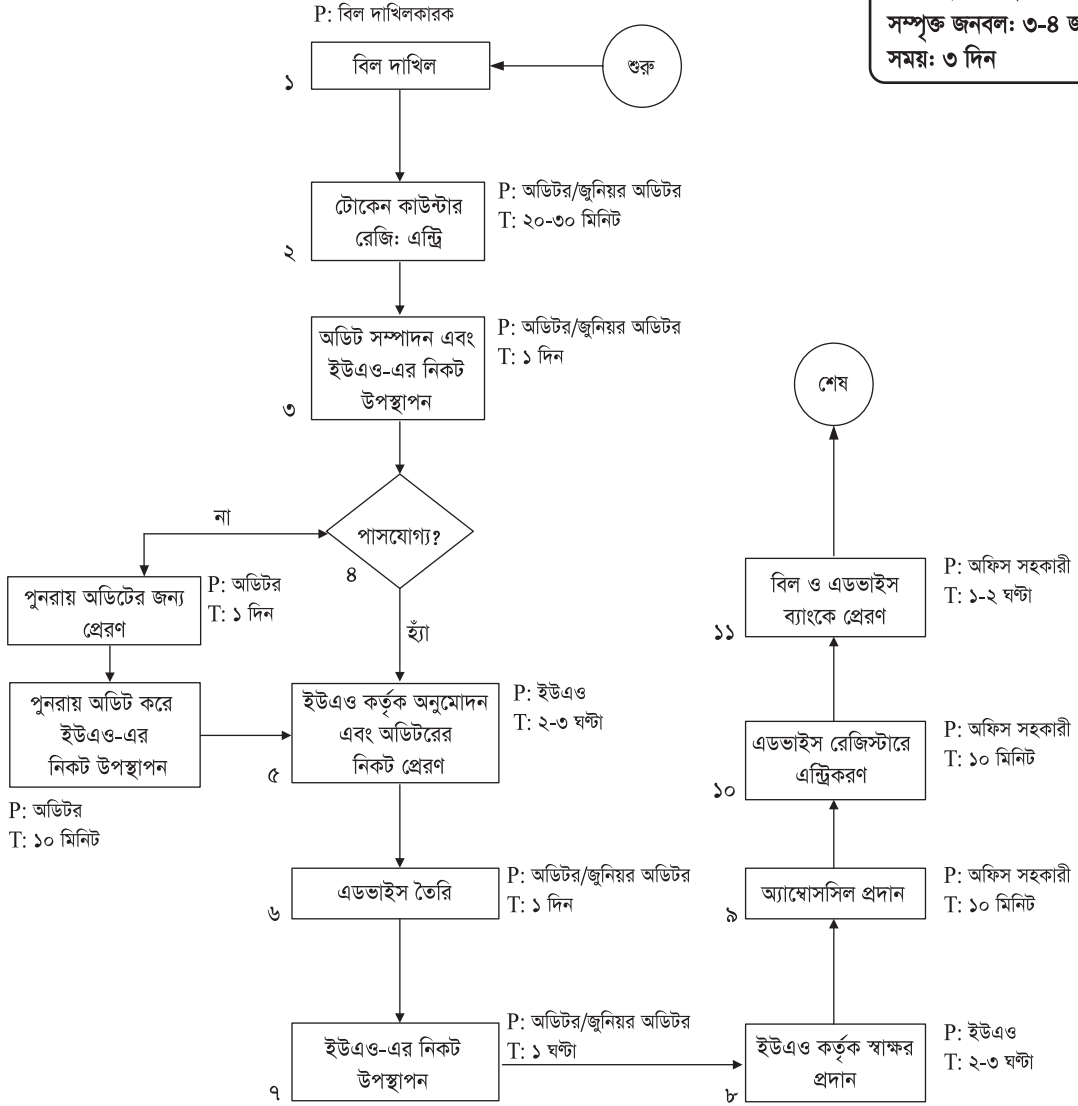 সম্পৃক্ত জনবল: ৩-৪
সময়: ৩ দিন
P: বিল দাখিলকারক
বিল দাখিল
শুরু
১
টোকেন কাউন্টার
রেজি: এন্ট্রি
২
P: অডিটর/জুনিয়র অডিটর
T: ২০-৩০ মিনিট
অডিট সম্পাদন এবং
ইউএও-এর নিকট
উপস্থাপন
৩
P: অডিটর/জুনিয়র অডিটর
T: ১ দিন
পাসযোগ্য?
৪
না
হ্যাঁ
পুনরায় অডিটের জন্য
প্রেরণ
P: অডিটর
T: ১ দিন
পুনরায় অডিট করে
ইউএও-এর
নিকট উপস্থাপন
P: অডিটর
T: ১০ মিনিট
ইউএও কর্তৃক অনুমোদন
এবং অডিটরের
নিকট প্রেরণ
৫
P: ইউএও
T: ২-৩ ঘণ্টা
এডভাইস তৈরি
৬
P: অডিটর/জুনিয়র অডিটর
T: ১ দিন
ইউএও-এর নিকট
উপস্থাপন
৭
P: অডিটর/জুনিয়র অডিটর
T: ১ ঘণ্টা
ইউএও কর্তৃক স্বাক্ষর
প্রদান
৮
P: ইউএও
T: ২-৩ ঘণ্টা
অ্যাম্বোসসিল প্রদান
৯
P: অফিস সহকারী
T: ১০ মিনিট
এডভাইস রেজিস্টারে
এন্ট্রিকরণ
১০
P: অফিস সহকারী
T: ১০ মিনিট
বিল ও এডভাইস
ব্যাংকে প্রেরণ
১১
P: অফিস সহকারী
T: ১-২ ঘণ্টা
শেষ